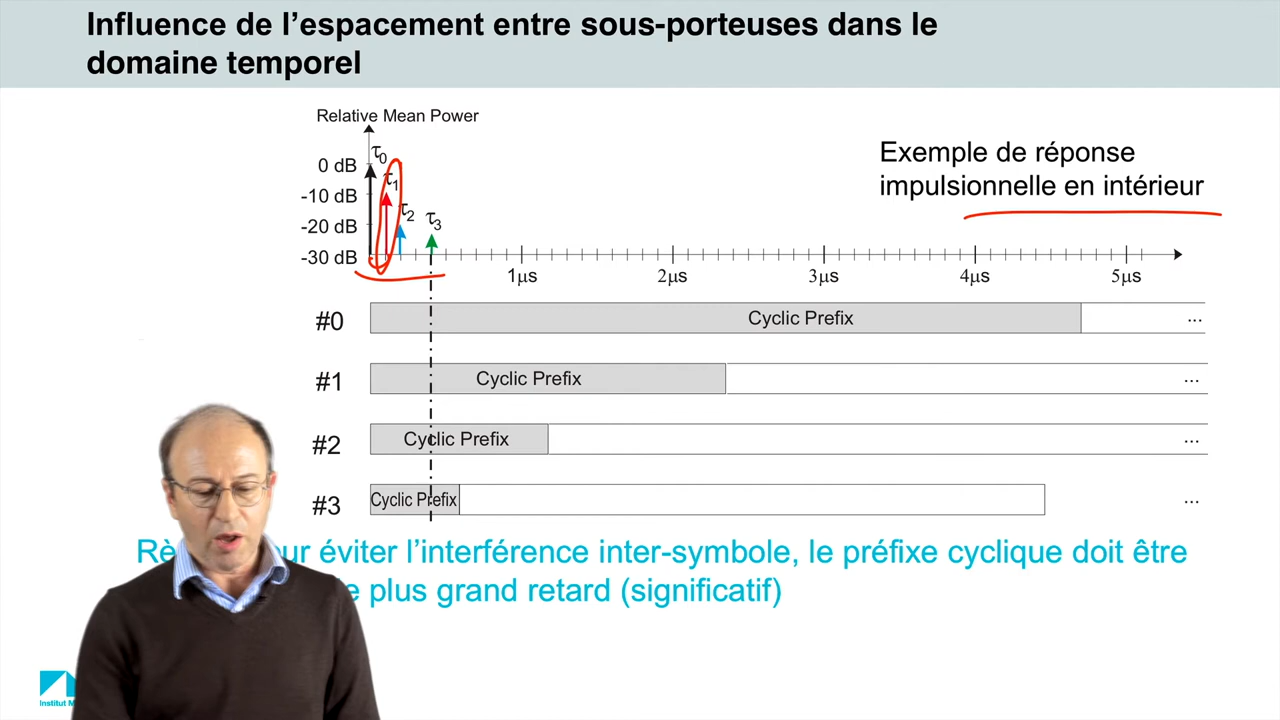 Influence de l'espacement entre sous-porteuses dans le
domaine temporel
Relative Mean Power
Exemple de réponse
impulsionnelle en intérieur
0 dB
-10 dB
-20 dB
-30 dB
τ0
τ1
τ2
τ3
1µs
2µs
3µs
4µs
5µs
#0
Cyclic Prefix
...
#1
Cyclic Prefix
...
#2
Cyclic Prefix
...
#3
Cyclic Prefix
...
éviter l'interférence inter-symbole, le préfixe cyclique doit être
plus grand retard (significatif)
Institut